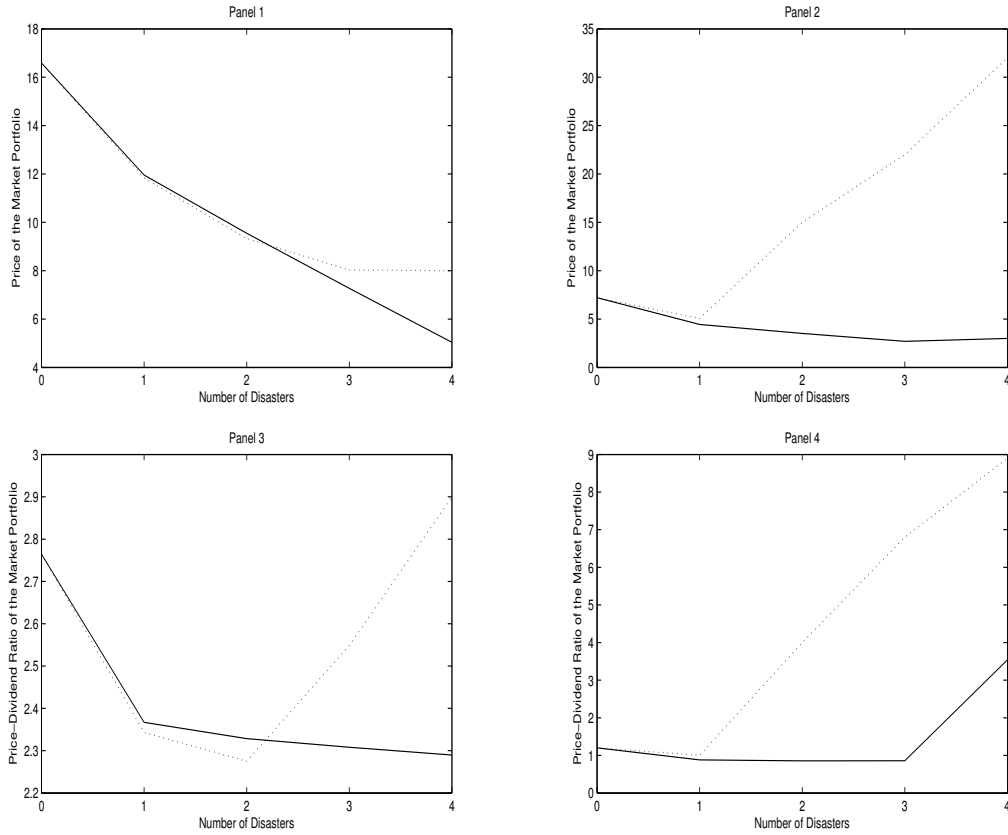 Panel 1
18
16
14
12
10
8
6
4
Price of the Market Portfolio
0 1 2 3 4
Number of Disasters
Panel 2
35
30
25
20
15
10
5
0
Price of the Market Portfolio
0 1 2 3 4
Number of Disasters
Panel 3
3
2.9
2.8
2.7
2.6
2.5
2.4
2.3
2.2
Price−Dividend Ratio of the Market Portfolio
0 1 2 3 4
Number of Disasters
Panel 4
9
8
7
6
5
4
3
2
1
0
Price−Dividend Ratio of the Market Portfolio
0 1 2 3 4
Number of Disasters